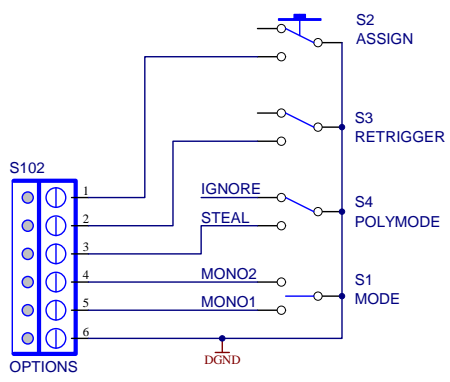 S2
ASSIGN
S3
RETRIGGER
S102
1
IGNORE
S4
2
STEAL
POLYMODE
3
4
MONO2
S1
5
MONO1
MODE
6
DGND
OPTIONS